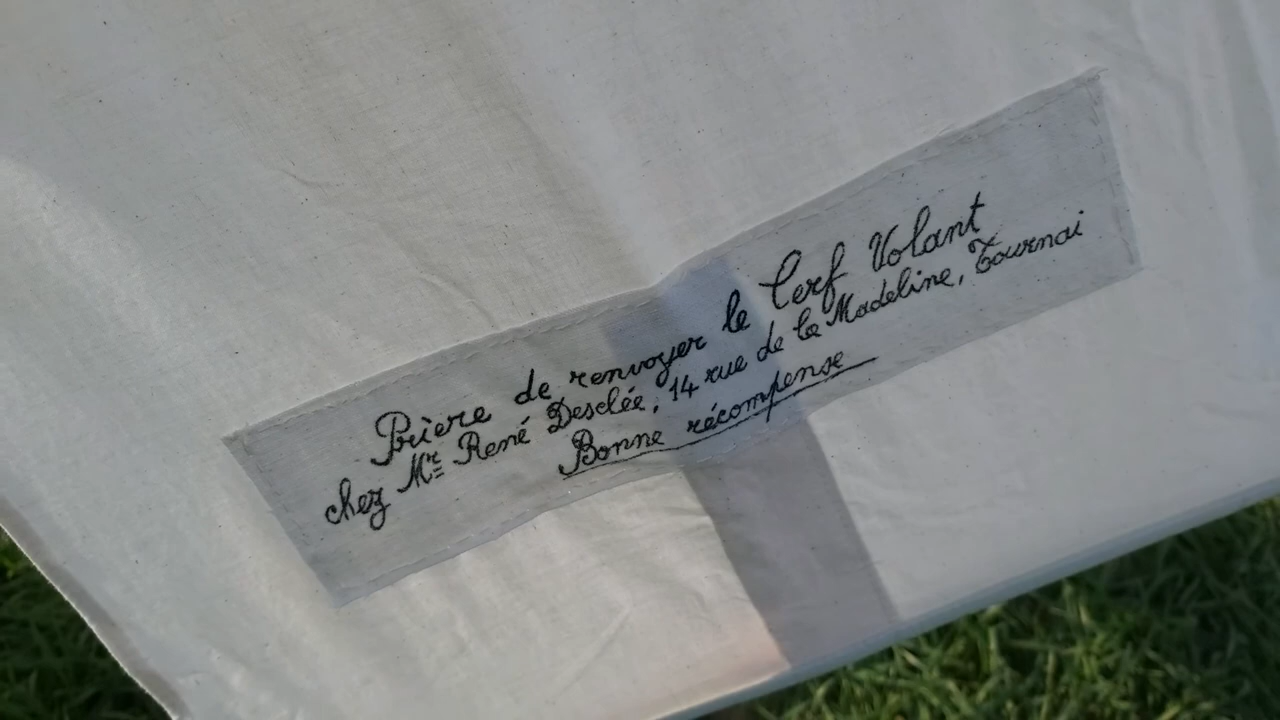 Prière de renvoyer le Cerf Volant
chez Mr René Desclée, 14 rue de la Madeline, Tournai
Bonne récompense